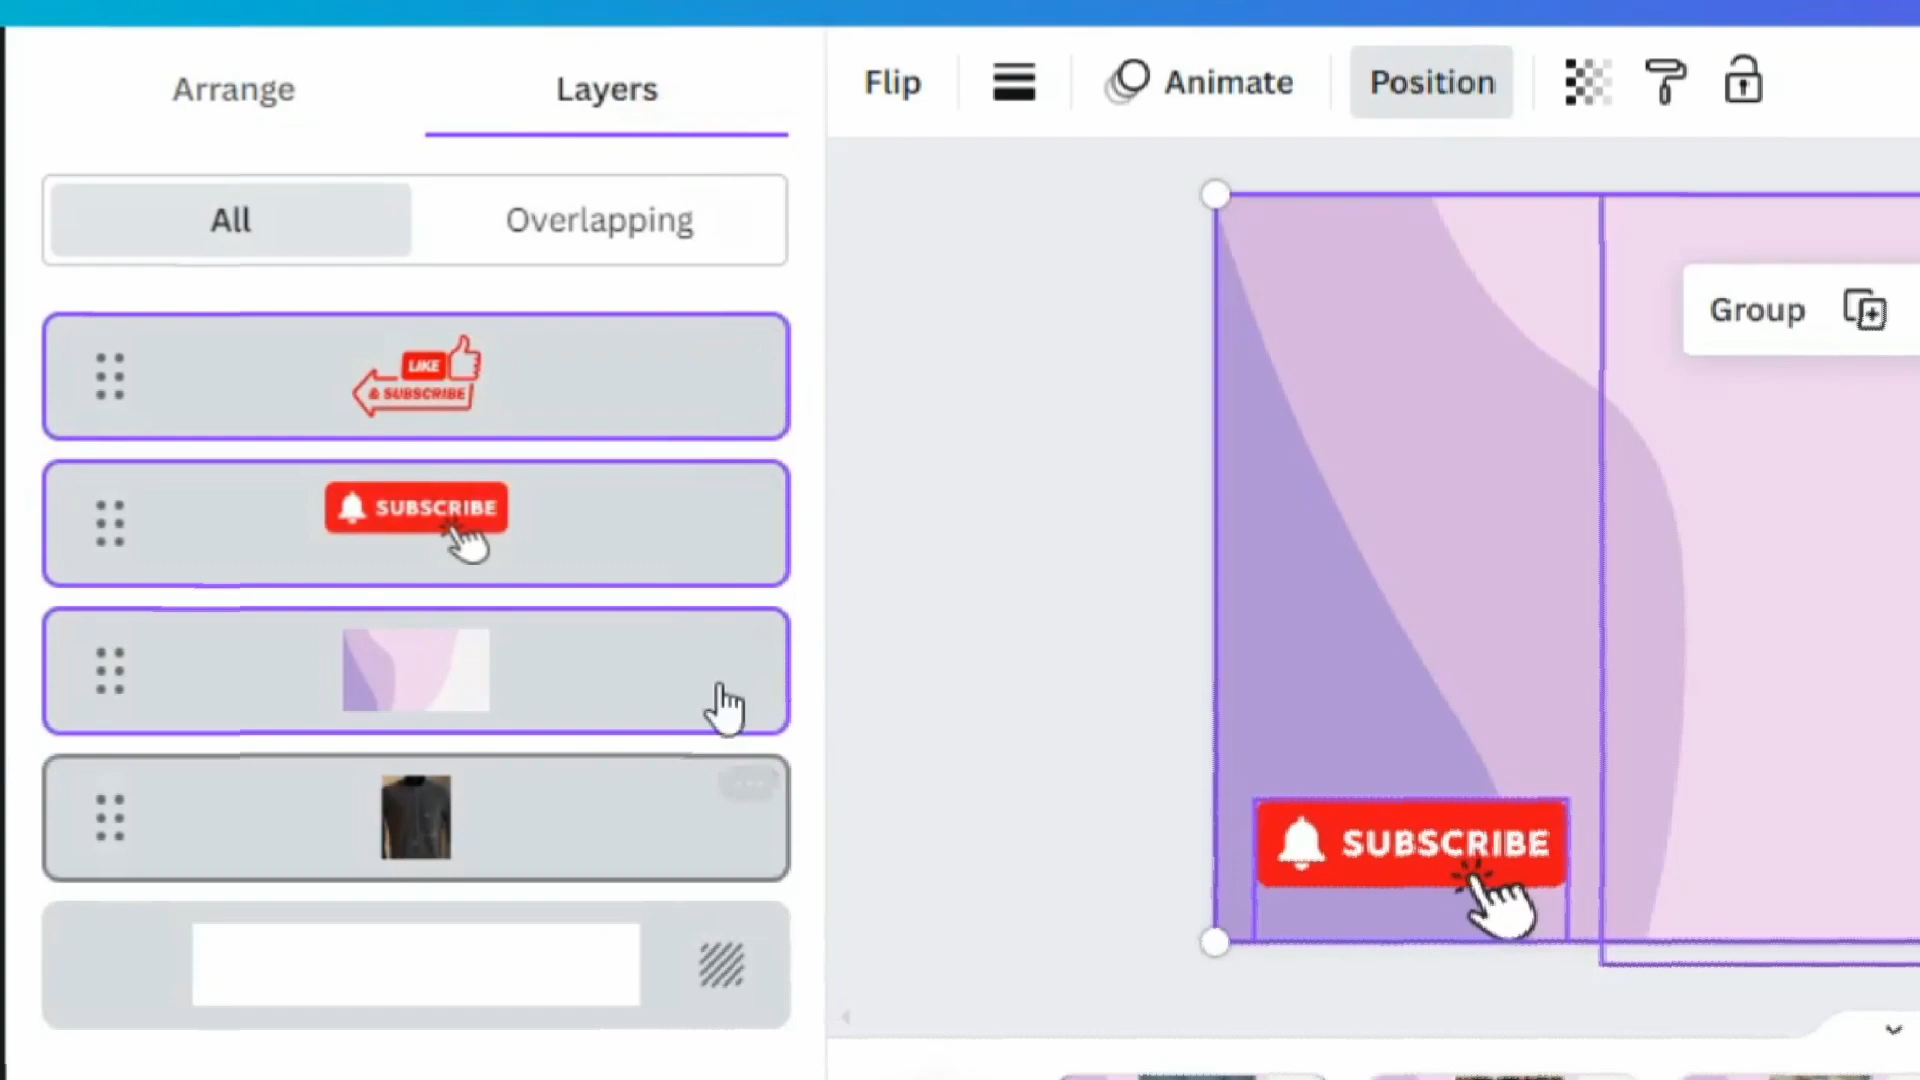 Arrange
Layers
Flip
Animate
Position
All
Overlapping
Group
LIKE
& SUBSCRIBE
SUBSCRIBE
SUBSCRIBE